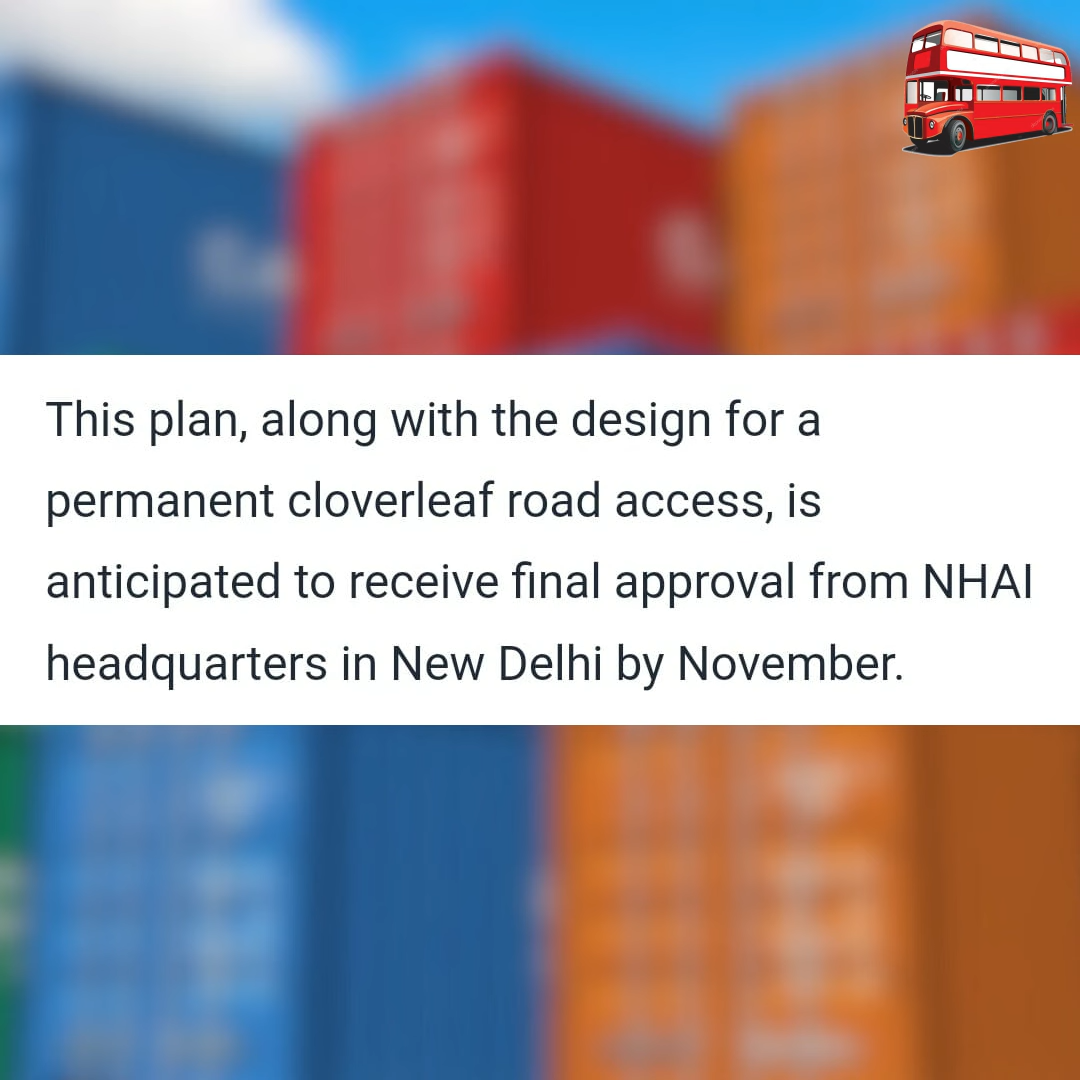 This plan, along with the design for a
permanent cloverleaf road access, is
anticipated to receive final approval from NHAI
headquarters in New Delhi by November.